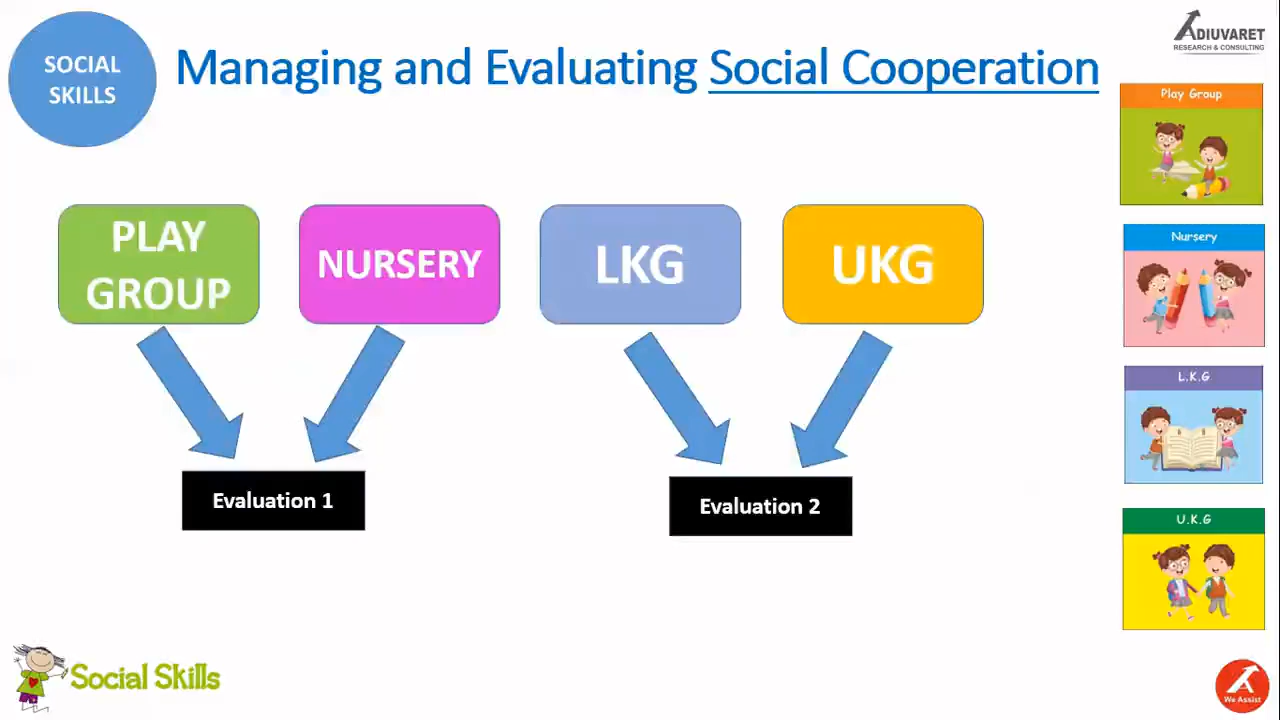 SOCIAL
SKILLS
Managing and Evaluating Social Cooperation
ADIUVARET
RESEARCH & CONSULTING
Play Group
PLAY
GROUP
NURSERY
LKG
UKG
Nursery
L.K.G
Evaluation 1
Evaluation 2
U.K.G
Social Skills
We Assist